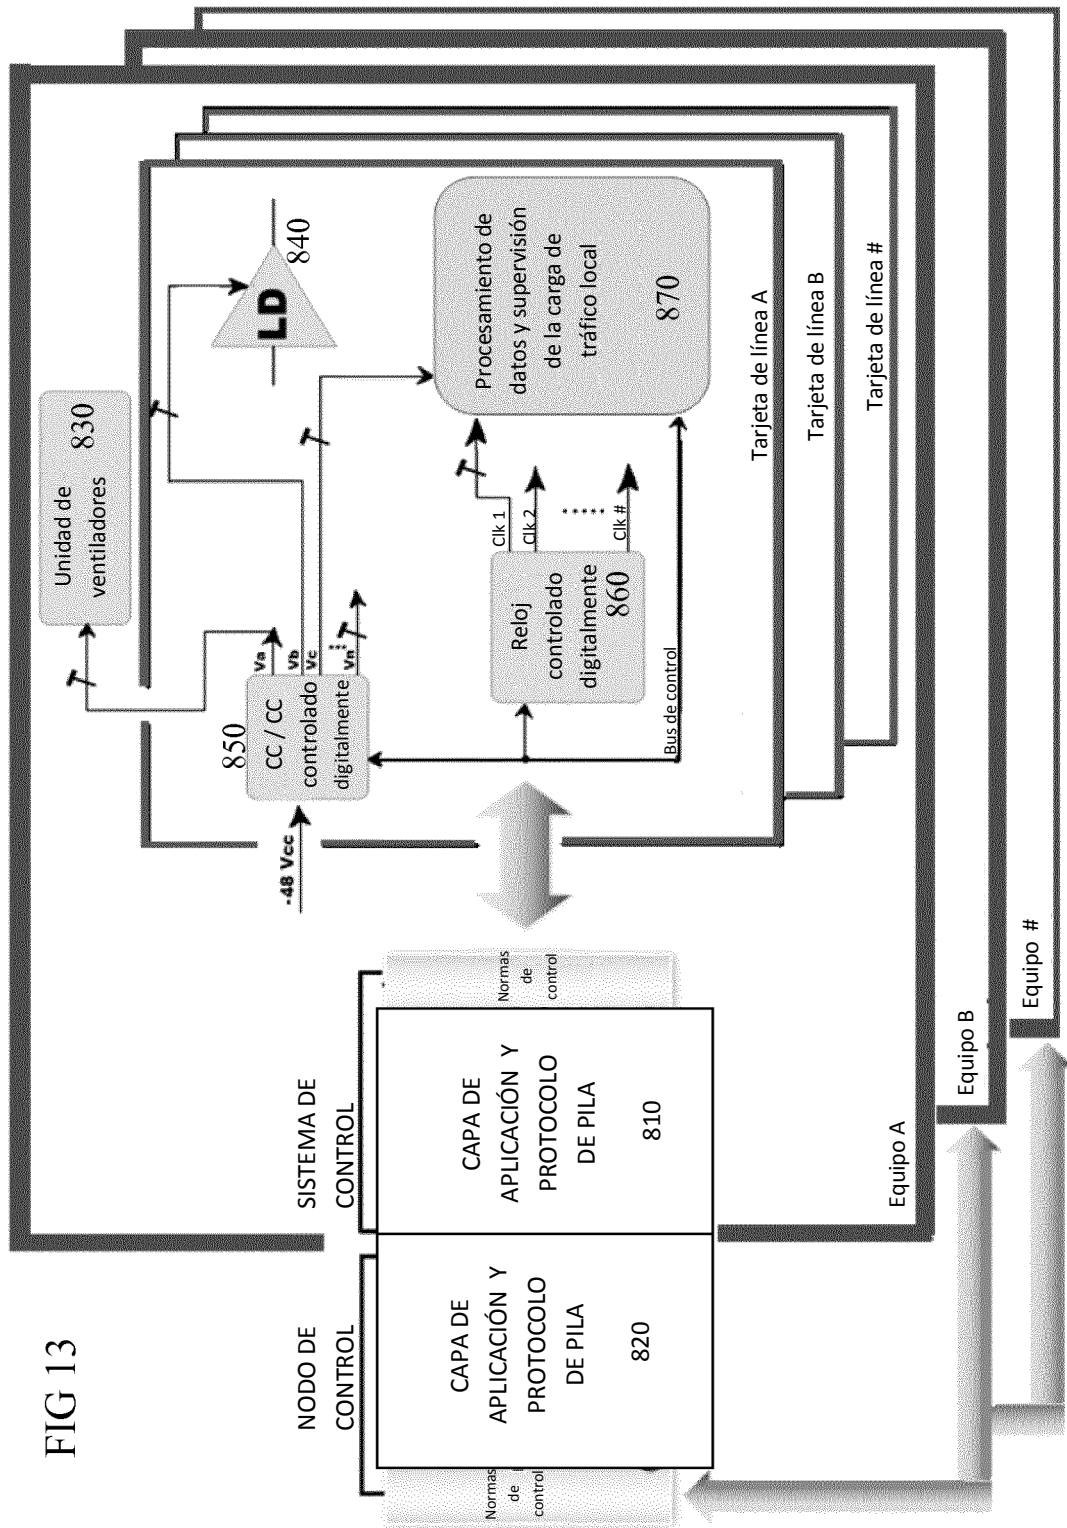 FIG 13
NODO DE
CONTROL
SISTEMA DE
CONTROL
Normas
de
control
CAPA DE
APLICACIÓN Y
PROTOCOLO
DE PILA
820
CAPA DE
APLICACIÓN Y
PROTOCOLO
DE PILA
810
Normas
de
control
-48 Vcc
850
CC / CC
controlado
digitalmente
Va
Vb
Vc
Vn
Unidad de
ventiladores
830
LD
840
Reloj
controlado
digitalmente
860
Clk 1
Clk 2
Clk #
Bus de control
Procesamiento de
datos y supervisión
de la carga de
tráfico local
870
Tarjeta de línea A
Tarjeta de línea B
Tarjeta de línea #
Equipo A
Equipo B
Equipo #